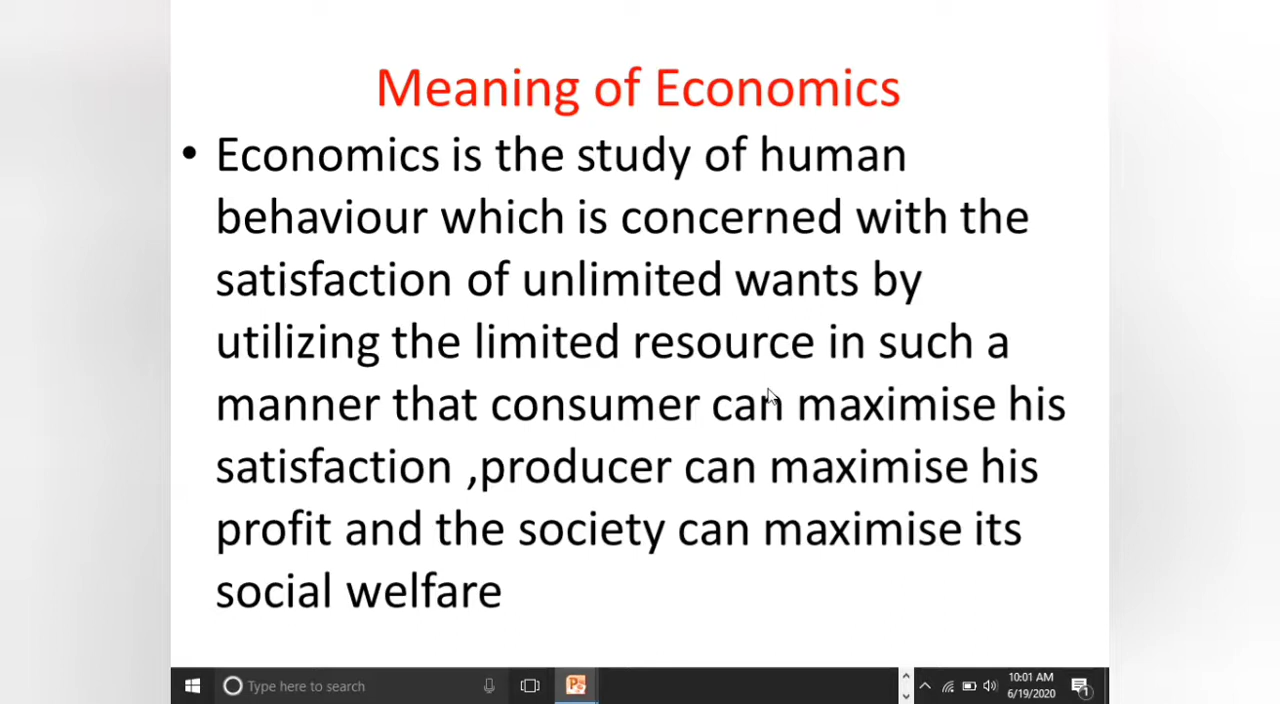 Meaning of Economics
• Economics is the study of human
behaviour which is concerned with the
satisfaction of unlimited wants by
utilizing the limited resource in such a
manner that consumer can maximise his
satisfaction ,producer can maximise his
profit and the society can maximise its
social welfare
Type here to search
10:01 AM
6/19/2020
1